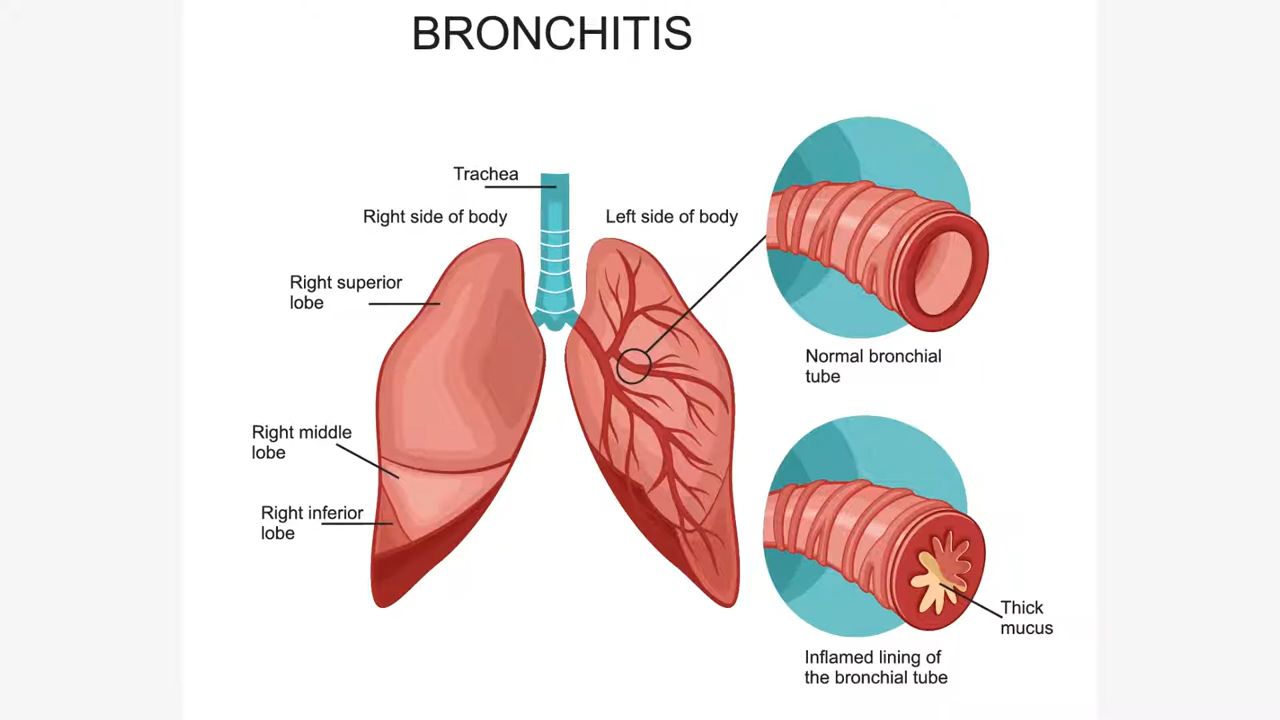 BRONCHITIS
Trachea
Right side of body
Left side of body
Right superior
lobe
Right middle
lobe
Right inferior
lobe
Normal bronchial
tube
Thick
mucus
Inflamed lining of
the bronchial tube